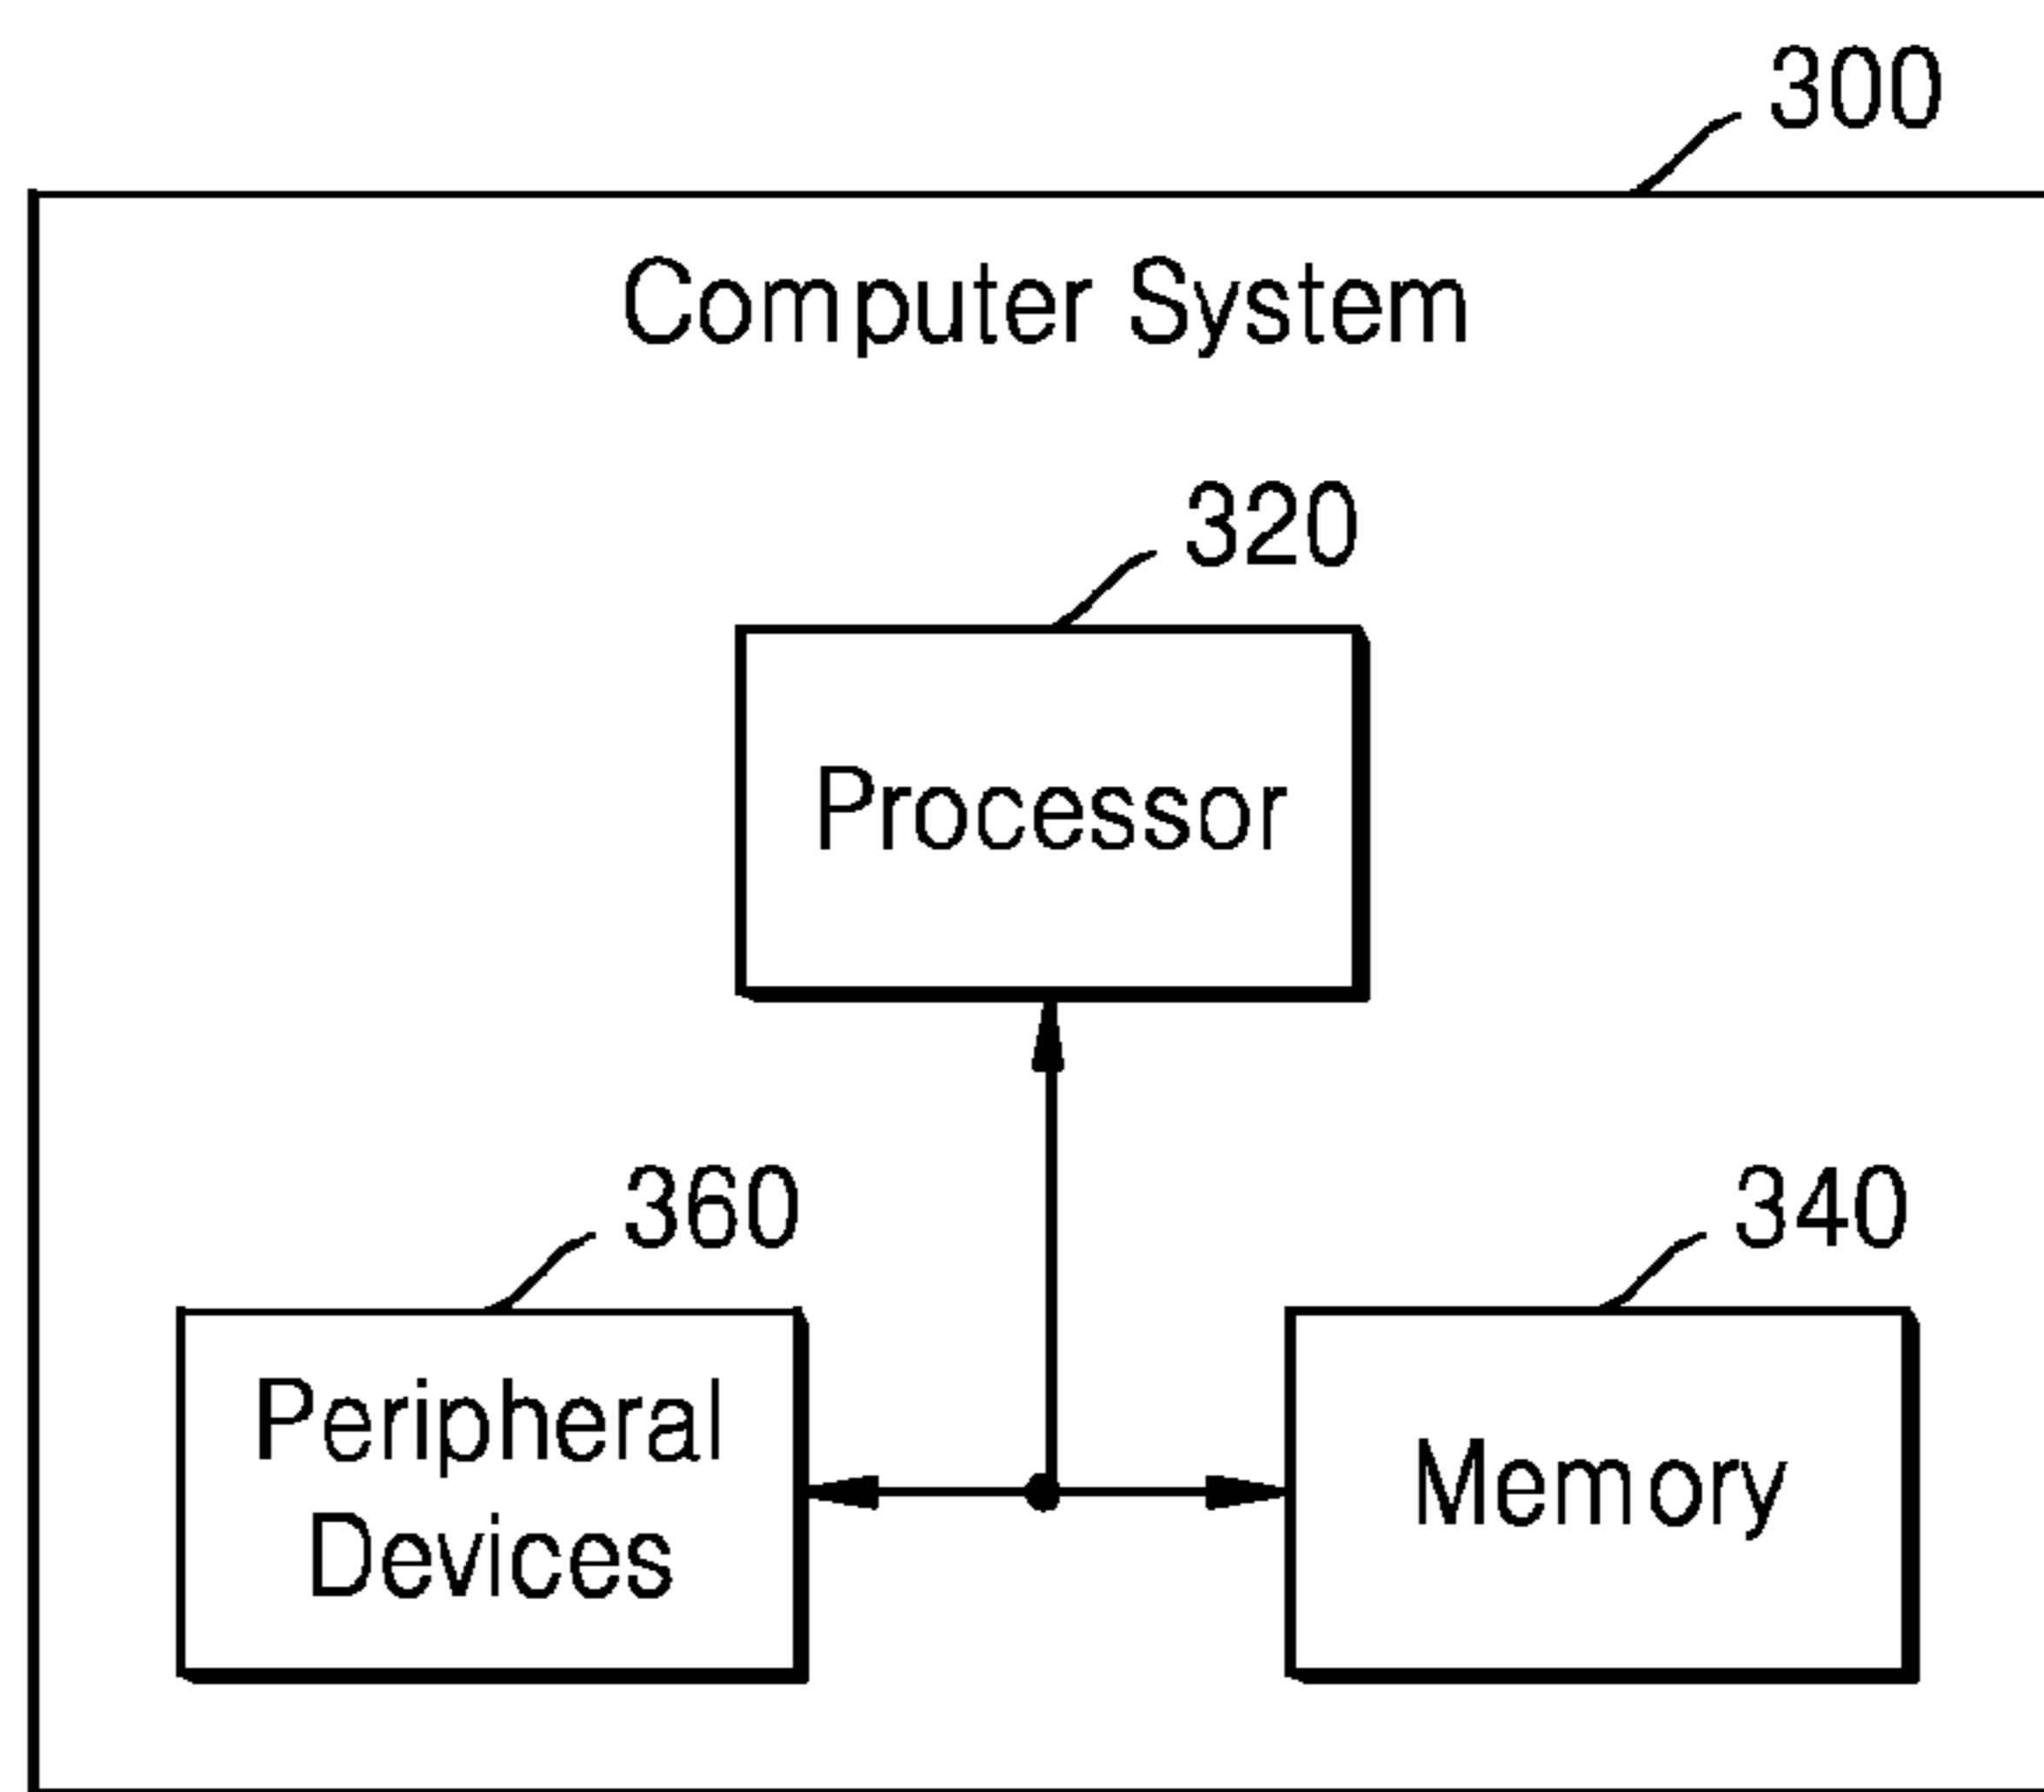 300
Computer System
320
Processor
360
340
Peripheral
Devices
Memory